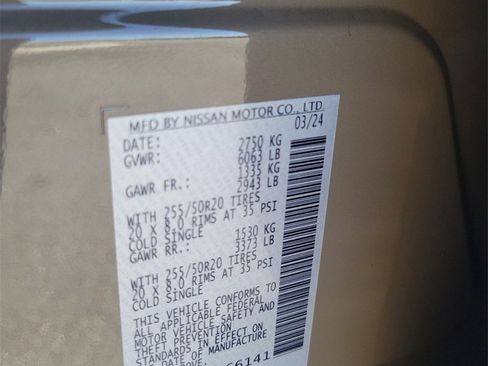 MFD BY NISSAN MOTOR CO., LTD.
DATE: 03/24
GVWR: 2750 KG
6063 LB
GAWR FR.: 1335 KG
2943 LB
WITH 255/50R20 TIRES
20 X 8.0 RIMS AT 35 PSI
COLD SINGLE
GAWR RR.: 1530 KG
3373 LB
WITH 255/50R20 TIRES
20 X 8.0 RIMS AT 35 PSI
COLD SINGLE
THIS VEHICLE CONFORMS TO
ALL APPLICABLE FEDERAL
MOTOR VEHICLE SAFETY AND
THEFT PREVENTION
STANDARDS IN EFFECT ON
DATE OF MANUFACTURE
6141